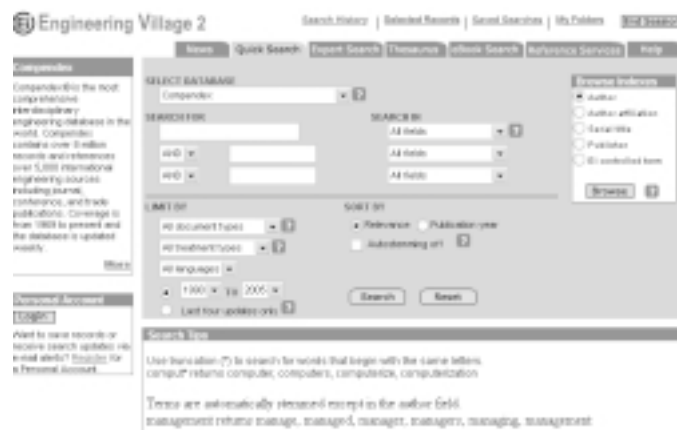 Engineering Village 2
Search History | Selected Records | Saved Searches | My Folders
End Session
News
Quick Search
Expert Search
Thesaurus
eBook Search
Reference Services
Help
Compendex
Compendex® is the most
comprehensive
interdisciplinary
engineering database in the
world. Compendex
contains over 8 million
records and references
over 5,000 international
engineering sources
including journal,
conference, and trade
publications. Coverage is
from 1969 to present and
the database is updated
weekly.
More
Personal Account
Login
Want to save records or
receive search updates via
e-mail alerts? Register for
a Personal Account.
SELECT DATABASE
Compendex
SEARCH FOR
SEARCH IN
All fields
AND
All fields
AND
All fields
LIMIT BY
All document types
All treatment types
All languages
1990 TO 2005
Last four updates only
SORT BY
Relevance Publication year
Autostemming off
Search
Reset
Browse Indexes
Author
Author affiliation
Serial title
Publisher
Ei controlled term
Browse
Search Tips
Use truncation (*) to search for words that begin with the same letters.
comput* returns computer, computers, computerize, computerization
Terms are automatically stemmed except in the author field.
management returns manage, managed, manager, managers, managing, management